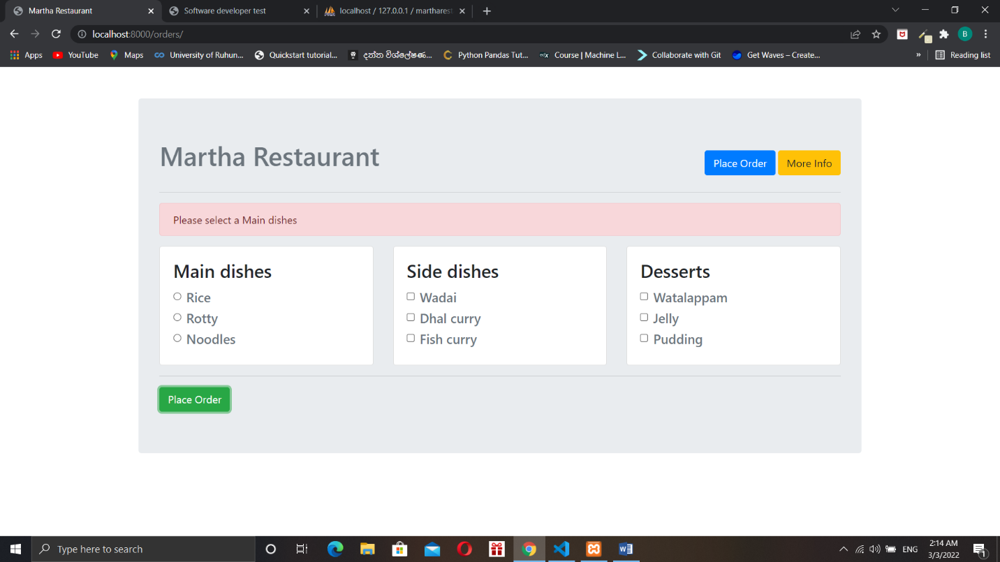 Martha Restaurant
Software developer test
localhost / 127.0.0.1 / marthares
localhost:8000/orders/
B
Apps
YouTube
Maps
University of Ruhun...
Quickstart tutorial...
දත්ත විශ්ලේෂණ...
Python Pandas Tut...
Course | Machine L...
Collaborate with Git
Get Waves – Create...
»
Reading list
Martha Restaurant
Place Order
More Info
Please select a Main dishes
Main dishes
Rice
Rotty
Noodles
Side dishes
Wadai
Dhal curry
Fish curry
Desserts
Watalappam
Jelly
Pudding
Place Order
Type here to search
ENG
2:14 AM
3/3/2022
1